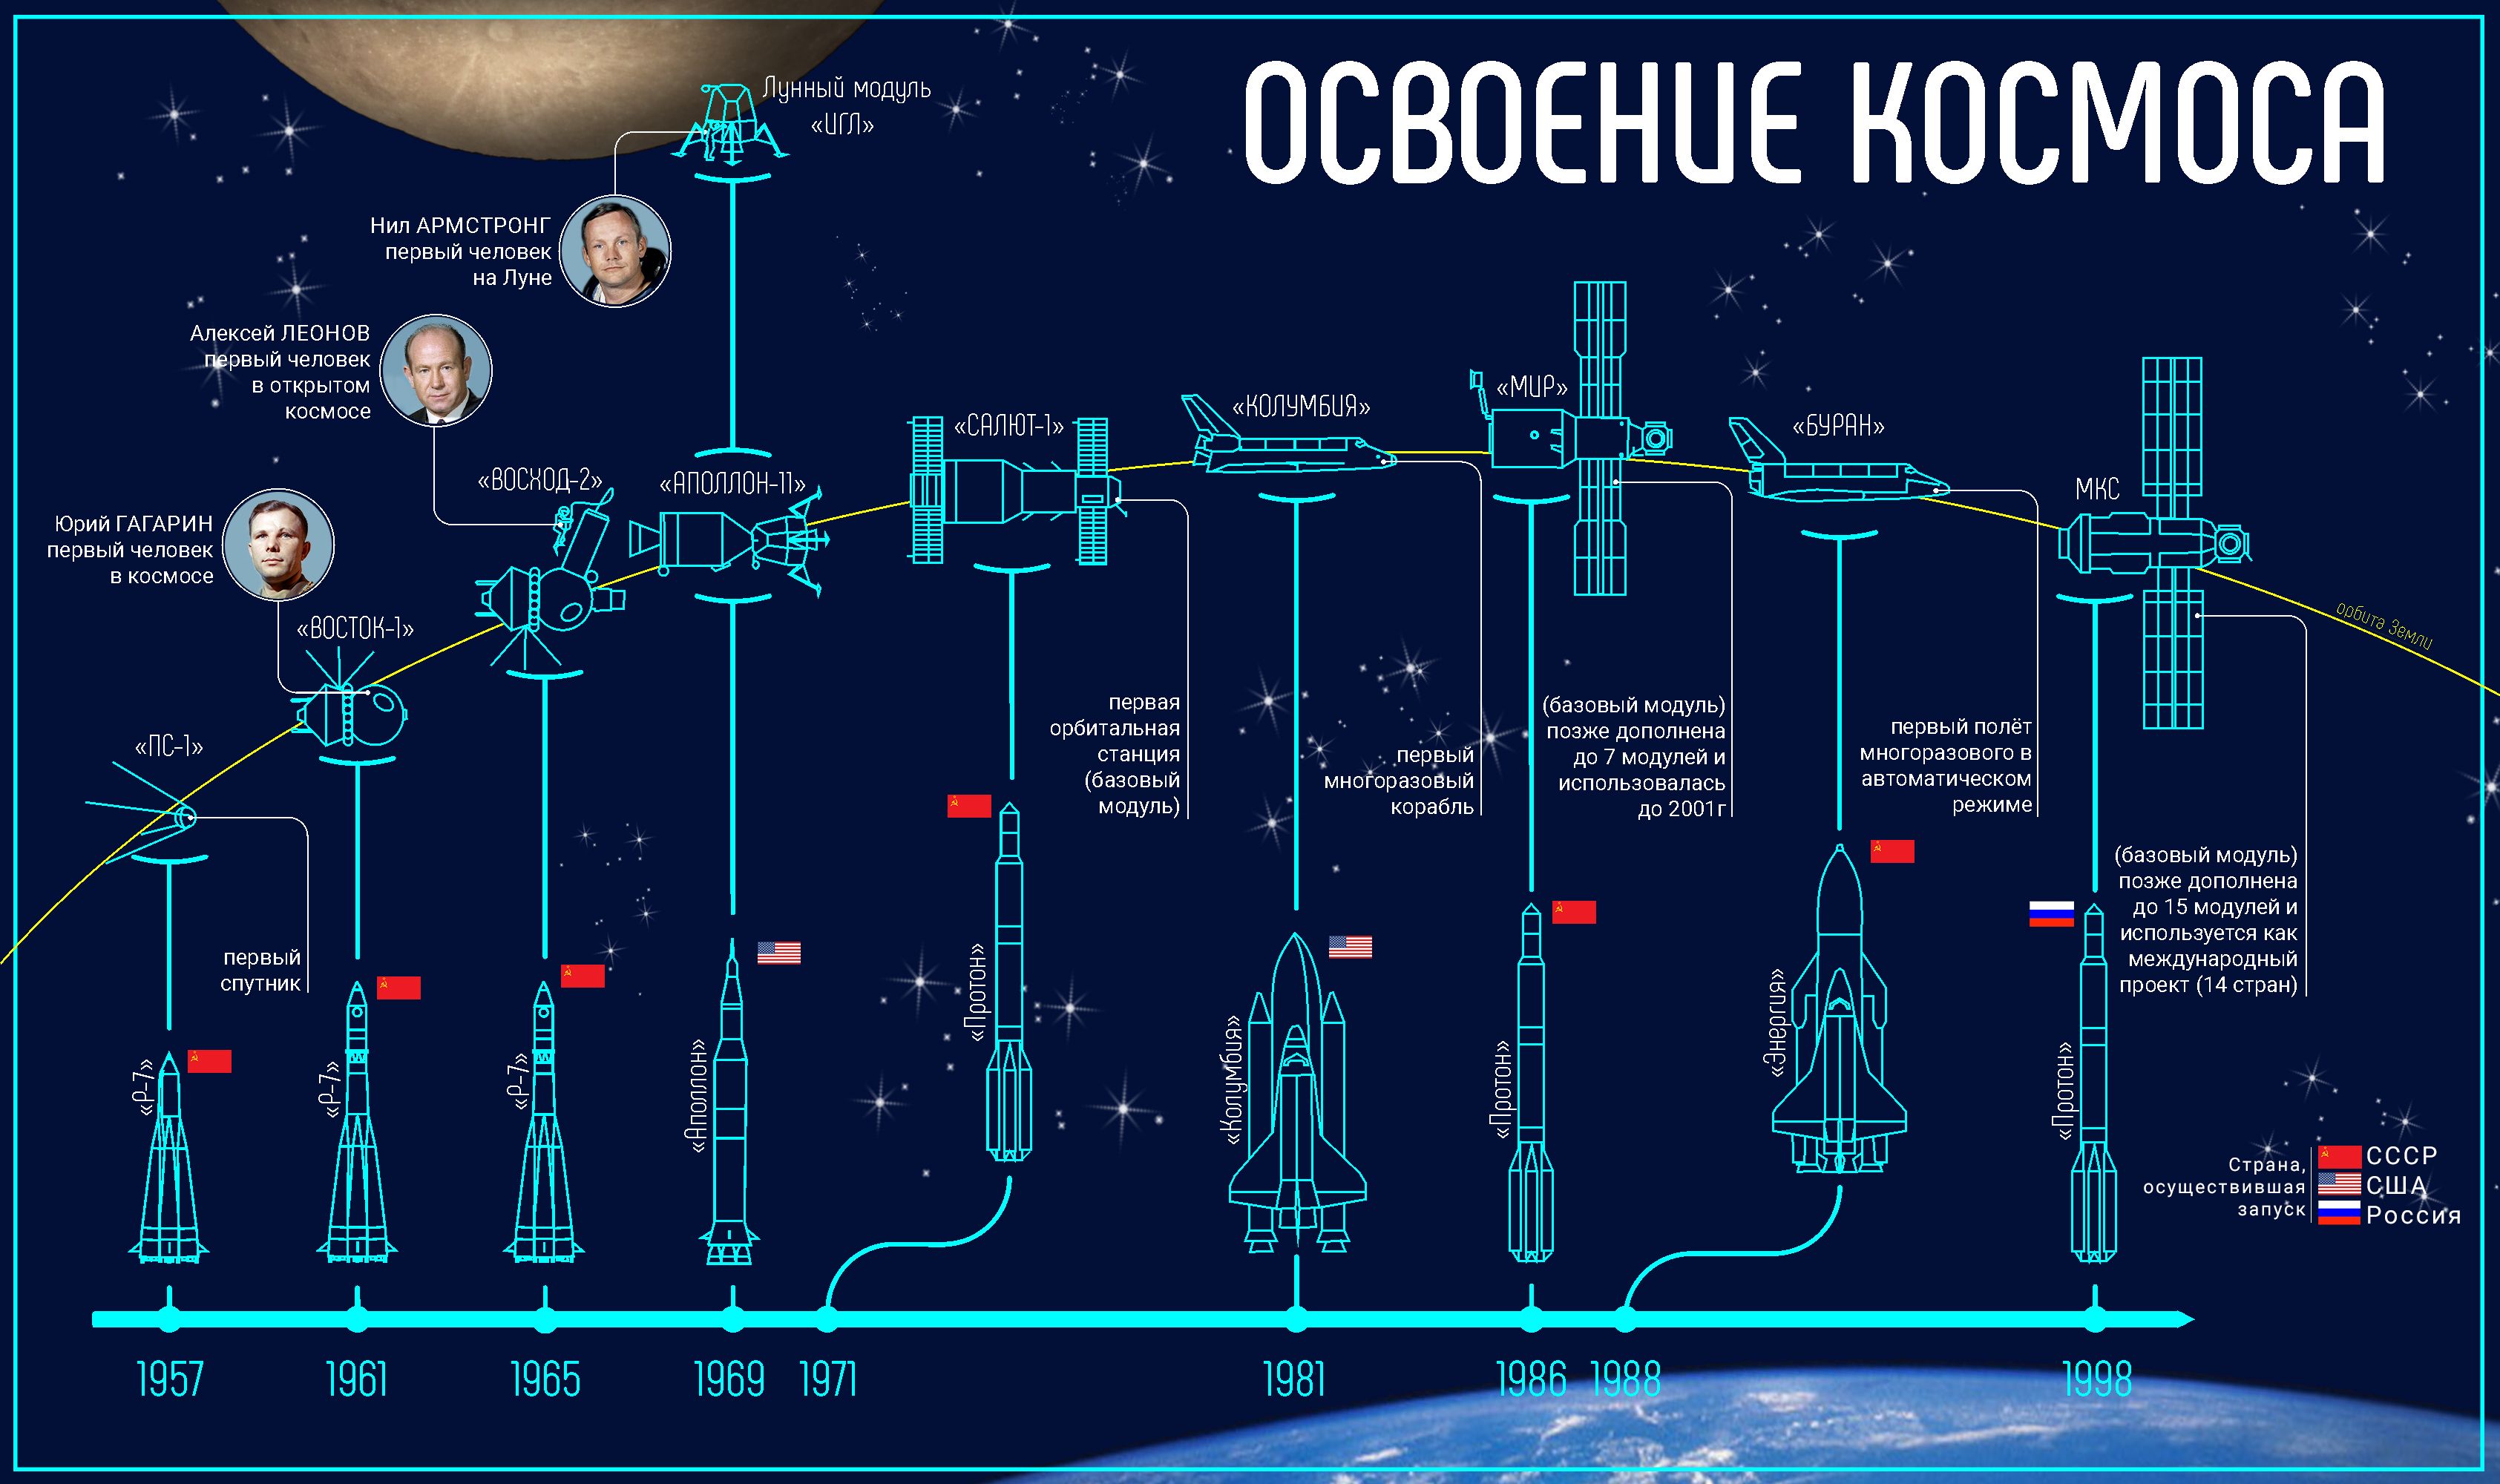 ОСВОЕНИЕ КОСМОСА
Лунный модуль
«ИГЛ»
Нил АРМСТРОНГ
первый человек
на Луне
Алексей ЛЕОНОВ
первый человек
в открытом
космосе
Юрий ГАГАРИН
первый человек
в космосе
«ПС-1»
«ВОСТОК-1»
«ВОСХОД-2»
«АПОЛЛОН-11»
«САЛЮТ-1»
«КОЛУМБИЯ»
«МИР»
«БУРАН»
МКС
орбита Земли
первый
спутник
первая
орбитальная
станция
(базовый
модуль)
первый
многоразовый
корабль
(базовый модуль)
позже дополнена
до 7 модулей и
использовалась
до 2001г
первый полёт
многоразового в
автоматическом
режиме
(базовый модуль)
позже дополнена
до 15 модулей и
используется как
международный
проект (14 стран)
«Р-7»
«Р-7»
«Р-7»
«Аполлон»
«Протон»
«Колумбия»
«Протон»
«Энергия»
«Протон»
Страна,
осуществившая
запуск
СССР
США
Россия
1957
1961
1965
1969
1971
1981
1986
1988
1998